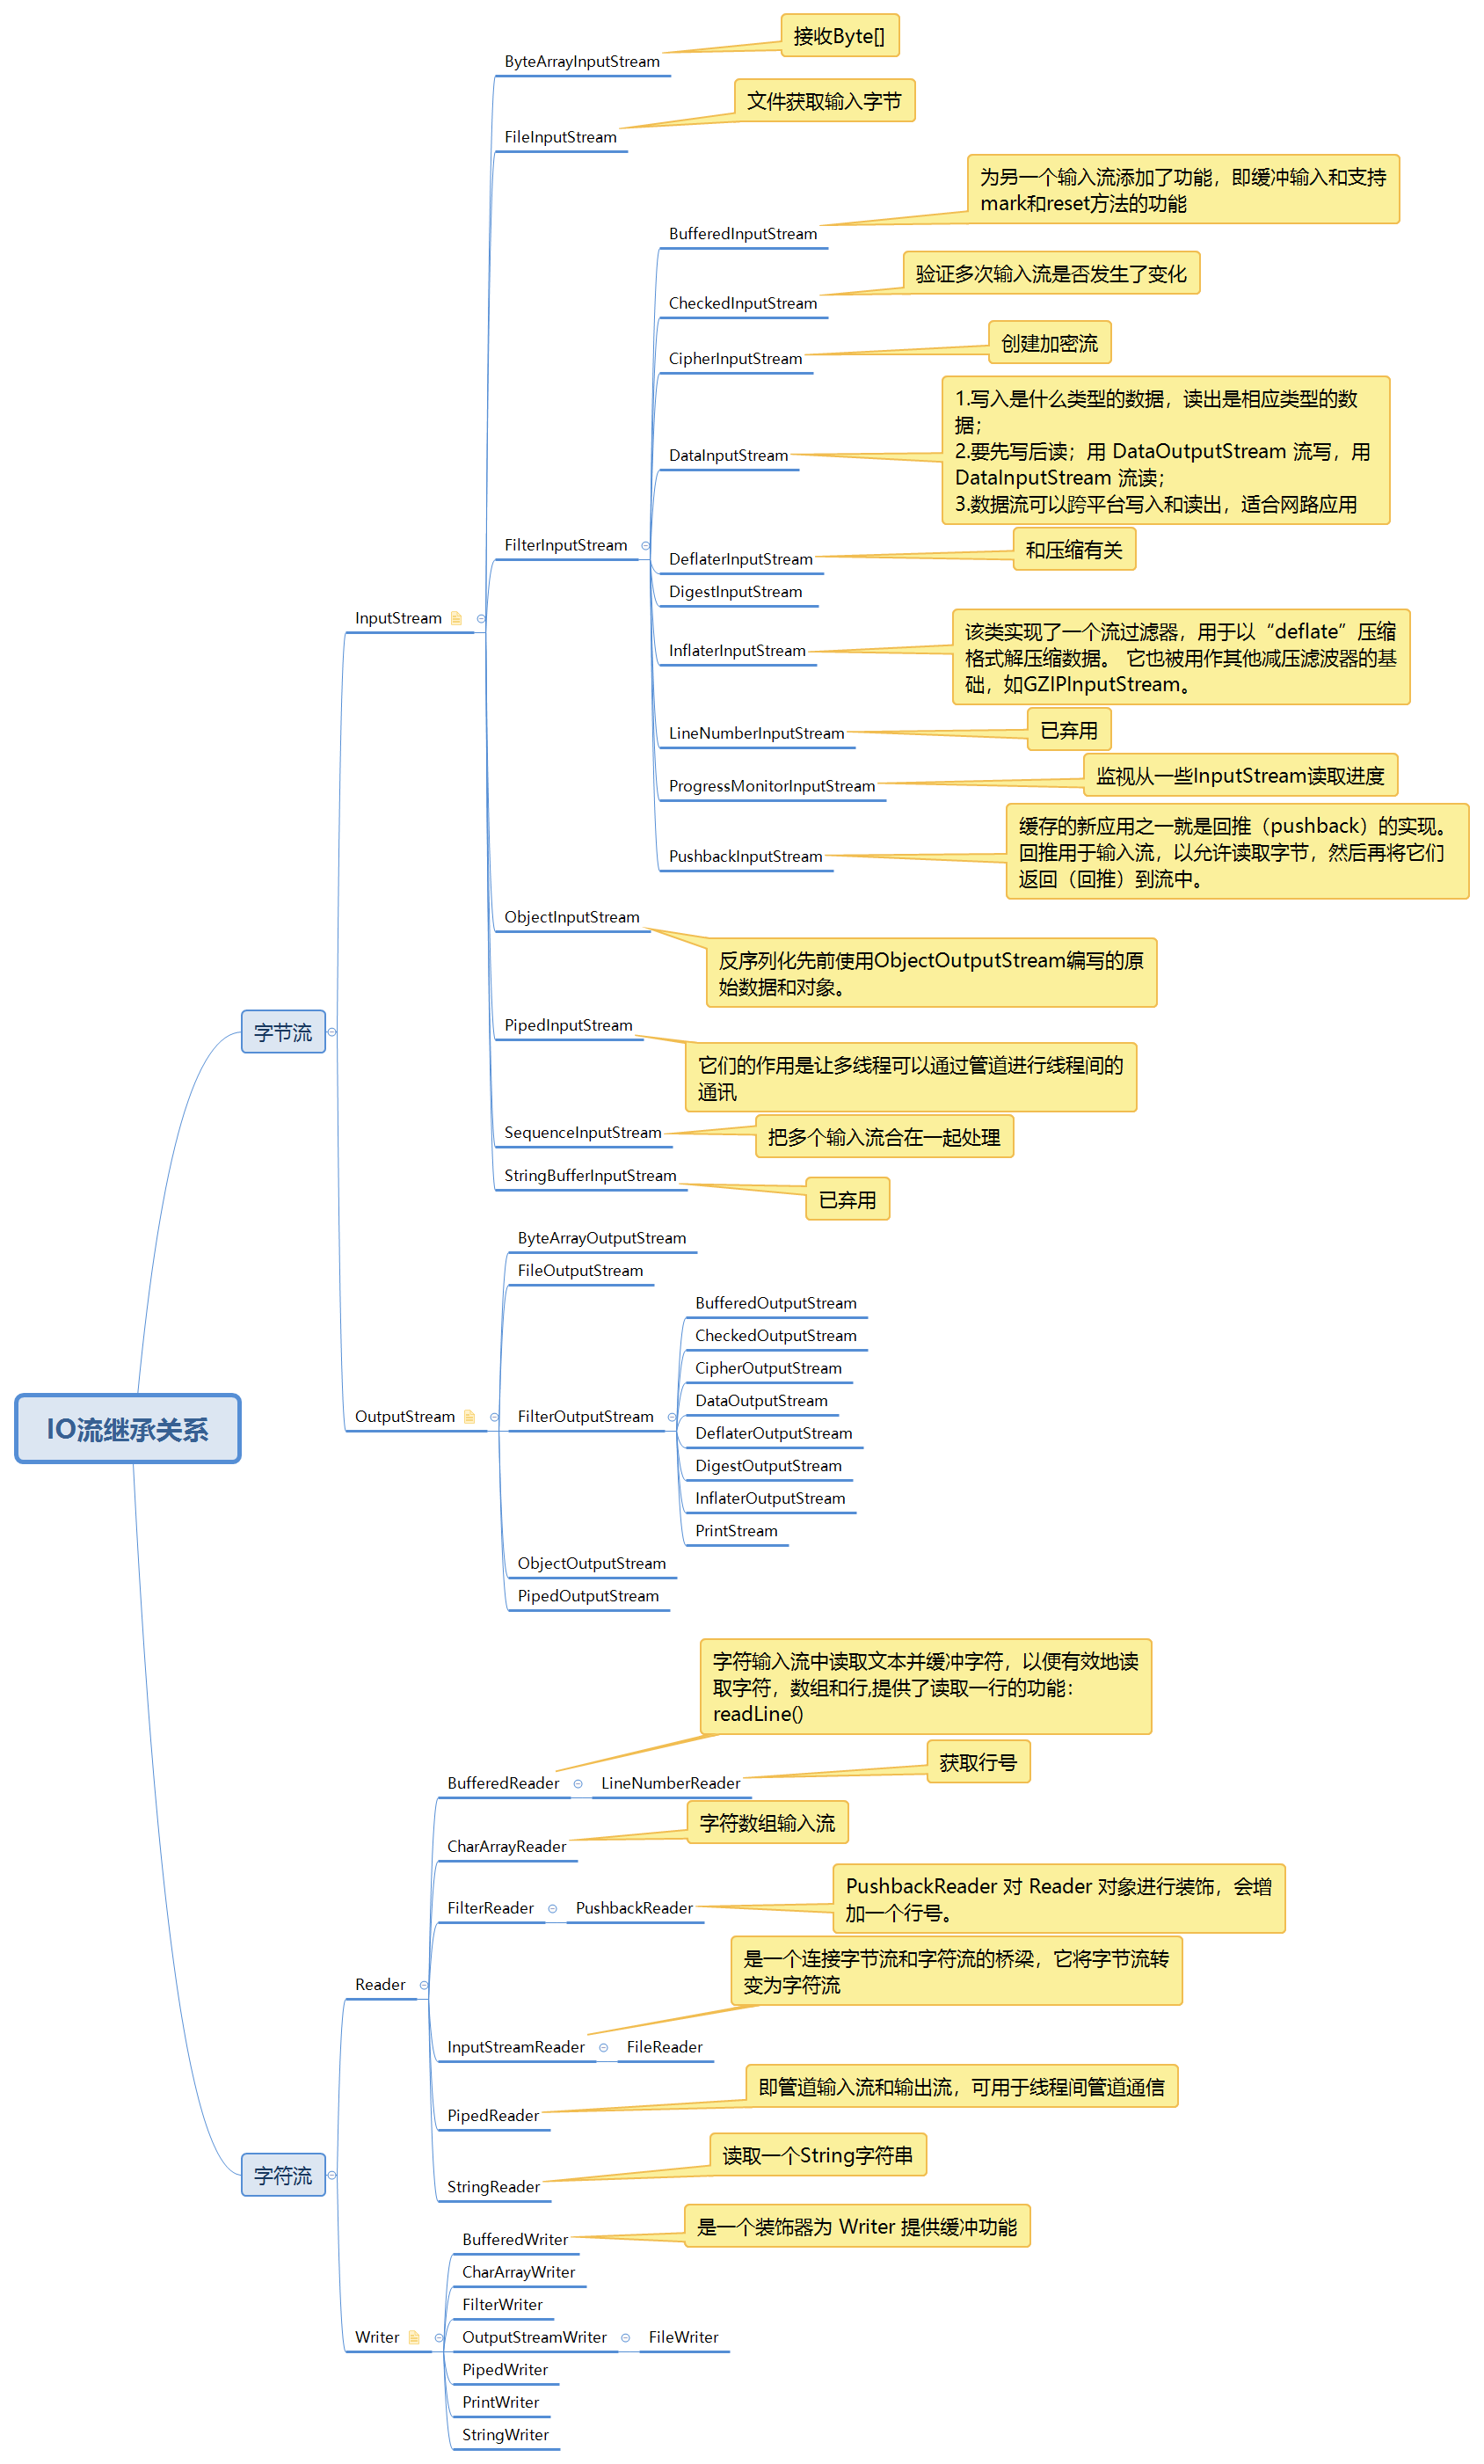 接收Byte[]
ByteArrayInputStream
文件获取输入字节
FileInputStream
为另一个输入流添加了功能，即缓冲输入和支持
mark和reset方法的功能
BufferedInputStream
验证多次输入流是否发生了变化
CheckedInputStream
创建加密流
CipherInputStream
1.写入是什么类型的数据，读出是相应类型的数
据；
2.要先写后读；用 DataOutputStream 流写，用
DataInputStream 流读；
3.数据流可以跨平台写入和读出，适合网路应用
DataInputStream
FilterInputStream
和压缩有关
DeflaterInputStream
DigestInputStream
InputStream
该类实现了一个流过滤器，用于以“deflate”压缩
格式解压缩数据。 它也被用作其他减压滤波器的基
础，如GZIPInputStream。
InflaterInputStream
已弃用
LineNumberInputStream
监视从一些InputStream读取进度
ProgressMonitorInputStream
缓存的新应用之一就是回推（pushback）的实现。
回推用于输入流，以允许读取字节，然后再将它们
返回（回推）到流中。
PushbackInputStream
ObjectInputStream
反序列化先前使用ObjectOutputStream编写的原
始数据和对象。
字节流
PipedInputStream
它们的作用是让多线程可以通过管道进行线程间的
通讯
SequenceInputStream
把多个输入流合在一起处理
StringBufferInputStream
已弃用
ByteArrayOutputStream
FileOutputStream
BufferedOutputStream
CheckedOutputStream
CipherOutputStream
DataOutputStream
IO流继承关系
OutputStream
FilterOutputStream
DeflaterOutputStream
DigestOutputStream
InflaterOutputStream
PrintStream
ObjectOutputStream
PipedOutputStream
字符输入流中读取文本并缓冲字符，以便有效地读
取字符，数组和行,提供了读取一行的功能：
readLine()
获取行号
BufferedReader
LineNumberReader
字符数组输入流
CharArrayReader
PushbackReader 对 Reader 对象进行装饰，会增
加一个行号。
FilterReader
PushbackReader
是一个连接字节流和字符流的桥梁，它将字节流转
变为字符流
Reader
InputStreamReader
FileReader
即管道输入流和输出流，可用于线程间管道通信
PipedReader
读取一个String字符串
字符流
StringReader
是一个装饰器为 Writer 提供缓冲功能
BufferedWriter
CharArrayWriter
FilterWriter
Writer
OutputStreamWriter
FileWriter
PipedWriter
PrintWriter
StringWriter